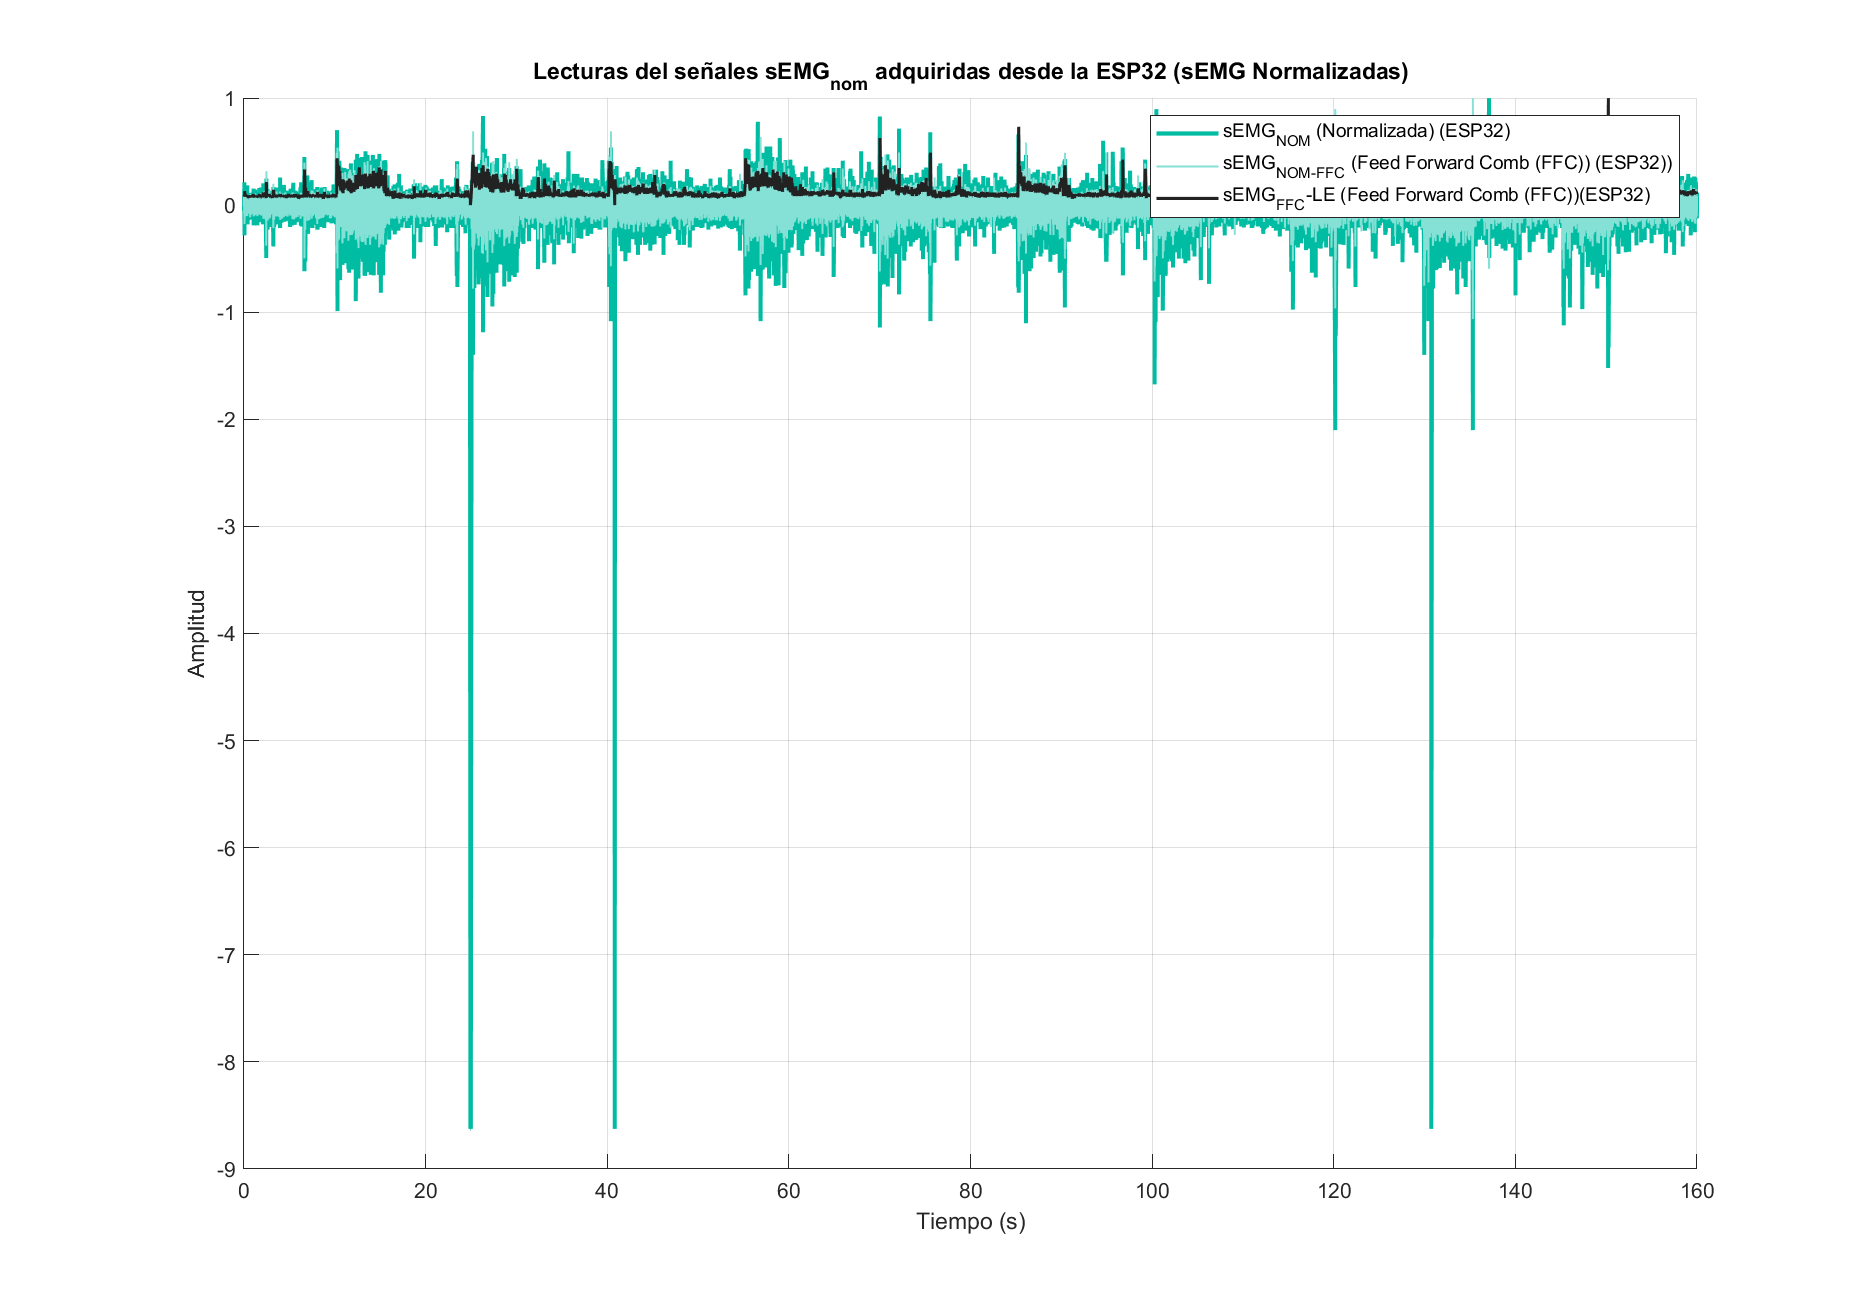 Lecturas del señales sEMGnom adquiridas desde la ESP32 (sEMG Normalizadas)
1
sEMGNOM (Normalizada) (ESP32)
sEMGNOM-FFC (Feed Forward Comb (FFC)) (ESP32))
sEMGFFC-LE (Feed Forward Comb (FFC))(ESP32)
0
-1
-2
-3
-4
Amplitud
-5
-6
-7
-8
-9
0 20 40 60 80 100 120 140 160
Tiempo (s)